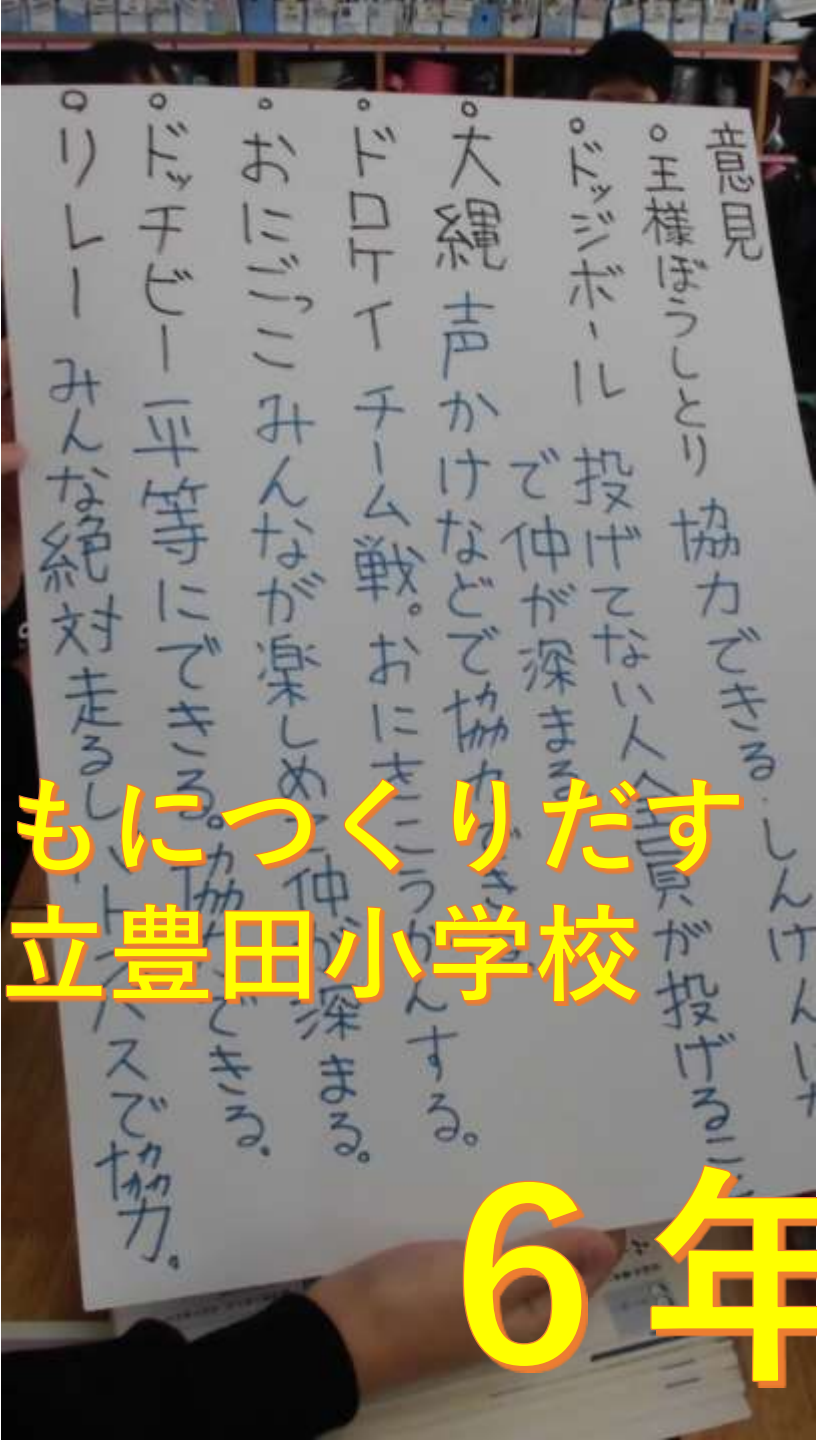 意見
○王様ぼうしとり 協力できる・しんけん
○ドッジボール 投げてない人全員が投げるこ
で仲が深まる
○大縄 声かけなどで協力でき
○ドロケイ チーム戦。おに こう する。
○おにごっこ みんなが楽しめ 仲が深まる。
○ドッチビー 平等にできる。協 できる。
○リレー みんな絶対走るし パスで協力。
もにつくりだす
立豊田小学校
６年